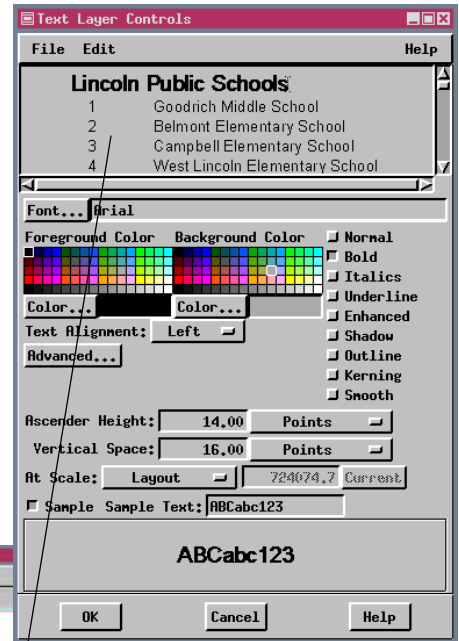 Text Layer Controls
File Edit Help
Lincoln Public Schools
1 Goodrich Middle School
2 Belmont Elementary School
3 Campbell Elementary School
4 West Lincoln Elementary School
Font... Arial
Foreground Color Background Color Normal
Bold
Italics
Underline
Color... Color...
Enhanced
Text Alignment: Left
Shadow
Advanced...
Outline
Kerning
Smooth
Ascender Height: 14.00 Points
Vertical Space: 16.00 Points
At Scale: Layout 724074.7 Current
Sample Sample Text: ABCabc123
ABCabc123
OK Cancel Help